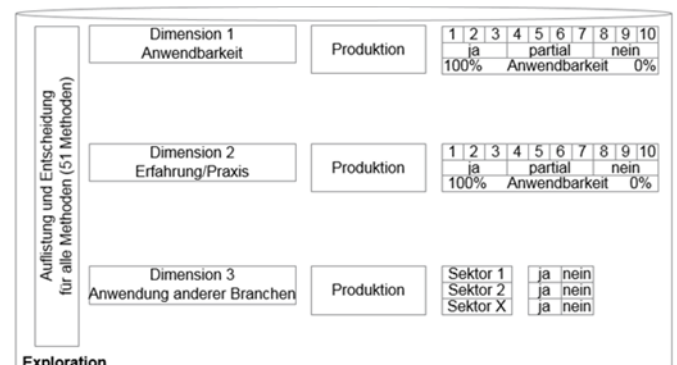 Auflistung und Entscheidung
für alle Methoden (51 Methoden)
Dimension 1
Anwendbarkeit
Produktion
1 2 3 4 5 6 7 8 9 10
ja partial nein
100% Anwendbarkeit 0%
Dimension 2
Erfahrung/Praxis
Produktion
1 2 3 4 5 6 7 8 9 10
ja partial nein
100% Anwendbarkeit 0%
Dimension 3
Anwendung anderer Branchen
Produktion
Sektor 1 ja nein
Sektor 2 ja nein
Sektor X ja nein
Exploration